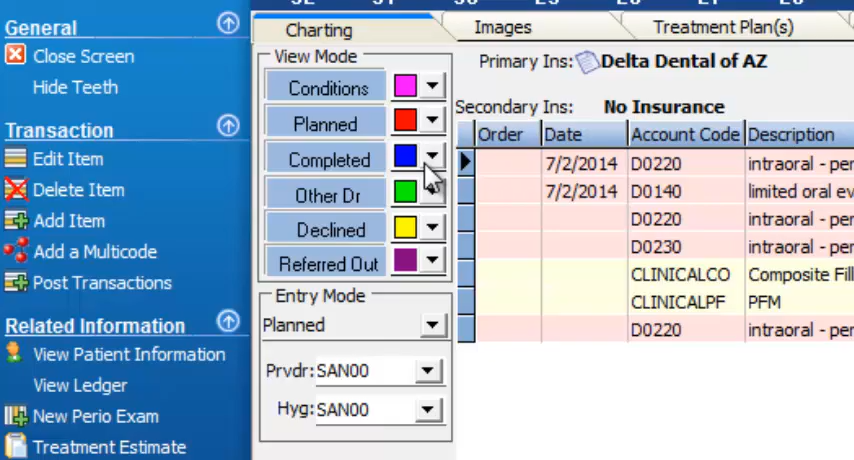 General
Close Screen
Hide Teeth
Transaction
Edit Item
Delete Item
Add Item
Add a Multicode
Post Transactions
Related Information
View Patient Information
View Ledger
New Perio Exam
Treatment Estimate
Charting
Images
Treatment Plan(s)
View Mode
Conditions
Planned
Completed
Other Dr
Declined
Referred Out
Entry Mode
Planned
Prvdr: SAN00
Hyg: SAN00
Primary Ins: Delta Dental of AZ
Secondary Ins: No Insurance
Order Date Account Code Description
7/2/2014 D0220 intraoral - per
7/2/2014 D0140 limited oral ev
D0220 intraoral - per
D0230 intraoral - per
CLINICALCO Composite Fill
CLINICALPF PFM
D0220 intraoral - per